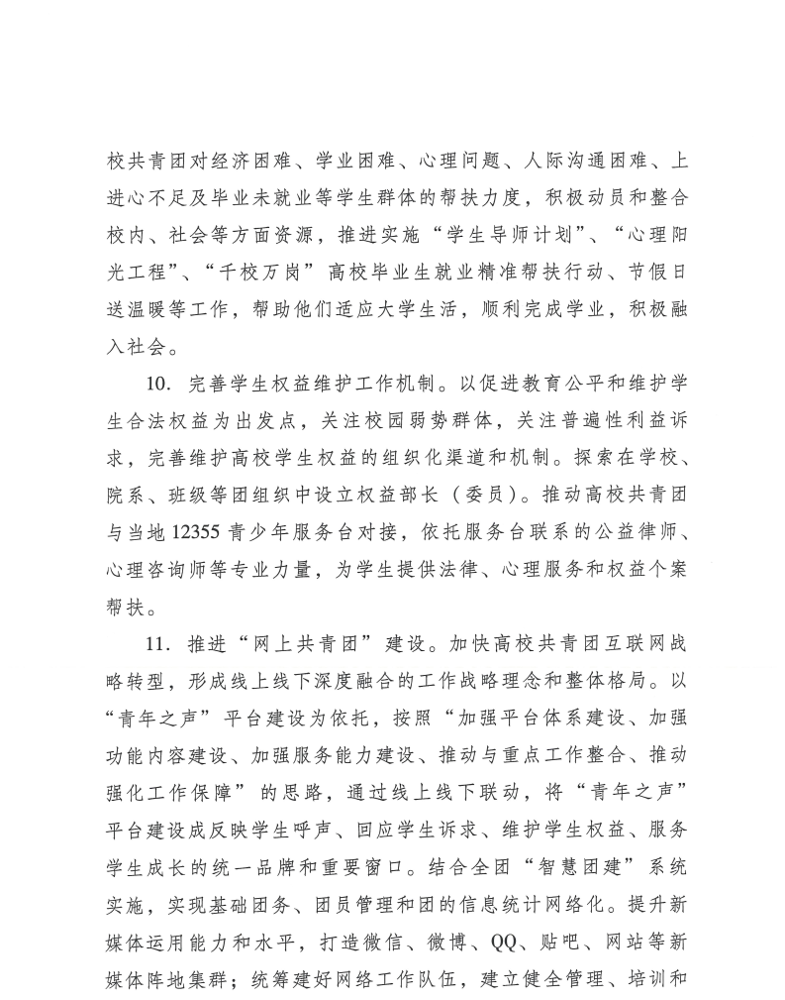 校共青团对经济困难、学业困难、心理问题、人际沟通困难、上
进心不足及毕业未就业等学生群体的帮扶力度，积极动员和整合
校内、社会等方面资源，推进实施“学生导师计划”、“心理阳
光工程”、“千校万岗”高校毕业生就业精准帮扶行动、节假日
送温暖等工作，帮助他们适应大学生活，顺利完成学业，积极融
入社会。
10．完善学生权益维护工作机制。以促进教育公平和维护学
生合法权益为出发点，关注校园弱势群体，关注普遍性利益诉
求，完善维护高校学生权益的组织化渠道和机制。探索在学校、
院系、班级等团组织中设立权益部长（委员）。推动高校共青团
与当地12355青少年服务台对接，依托服务台联系的公益律师、
心理咨询师等专业力量，为学生提供法律、心理服务和权益个案
帮扶。
11．推进“网上共青团”建设。加快高校共青团互联网战
略转型，形成线上线下深度融合的工作战略理念和整体格局。以
“青年之声”平台建设为依托，按照“加强平台体系建设、加强
功能内容建设、加强服务能力建设、推动与重点工作整合、推动
强化工作保障”的思路，通过线上线下联动，将“青年之声”
平台建设成反映学生呼声、回应学生诉求、维护学生权益、服务
学生成长的统一品牌和重要窗口。结合全团“智慧团建”系统
实施，实现基础团务、团员管理和团的信息统计网络化。提升新
媒体运用能力和水平，打造微信、微博、QQ、贴吧、网站等新
媒体阵地集群；统筹建好网络工作队伍，建立健全管理、培训和